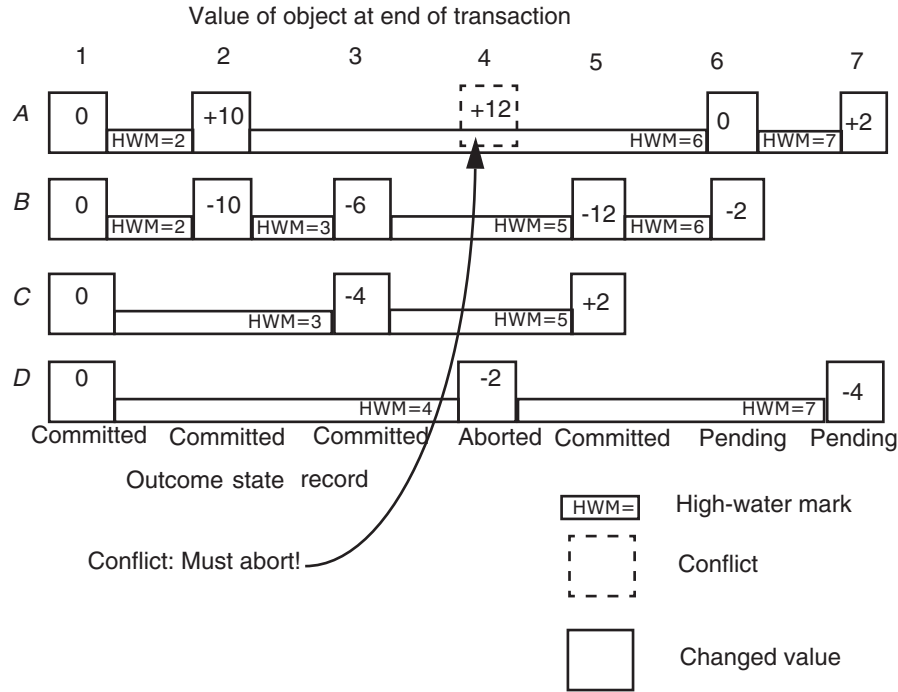 Value of object at end of transaction
1 2 3 4 5 6 7
A 0 HWM=2 +10 +12 HWM=6 0 HWM=7 +2
B 0 HWM=2 -10 HWM=3 -6 HWM=5 -12 HWM=6 -2
C 0 HWM=3 -4 HWM=5 +2
D 0 HWM=4 -2 HWM=7 -4
Committed Committed Committed Aborted Committed Pending Pending
Outcome state record
HWM= High-water mark
Conflict: Must abort!
Conflict
Changed value